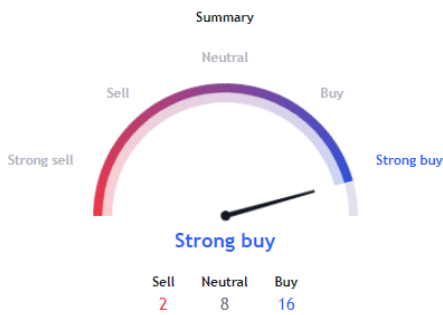 Summary
Neutral
Sell Buy
Strong sell Strong buy
Strong buy
Sell Neutral Buy
2 8 16